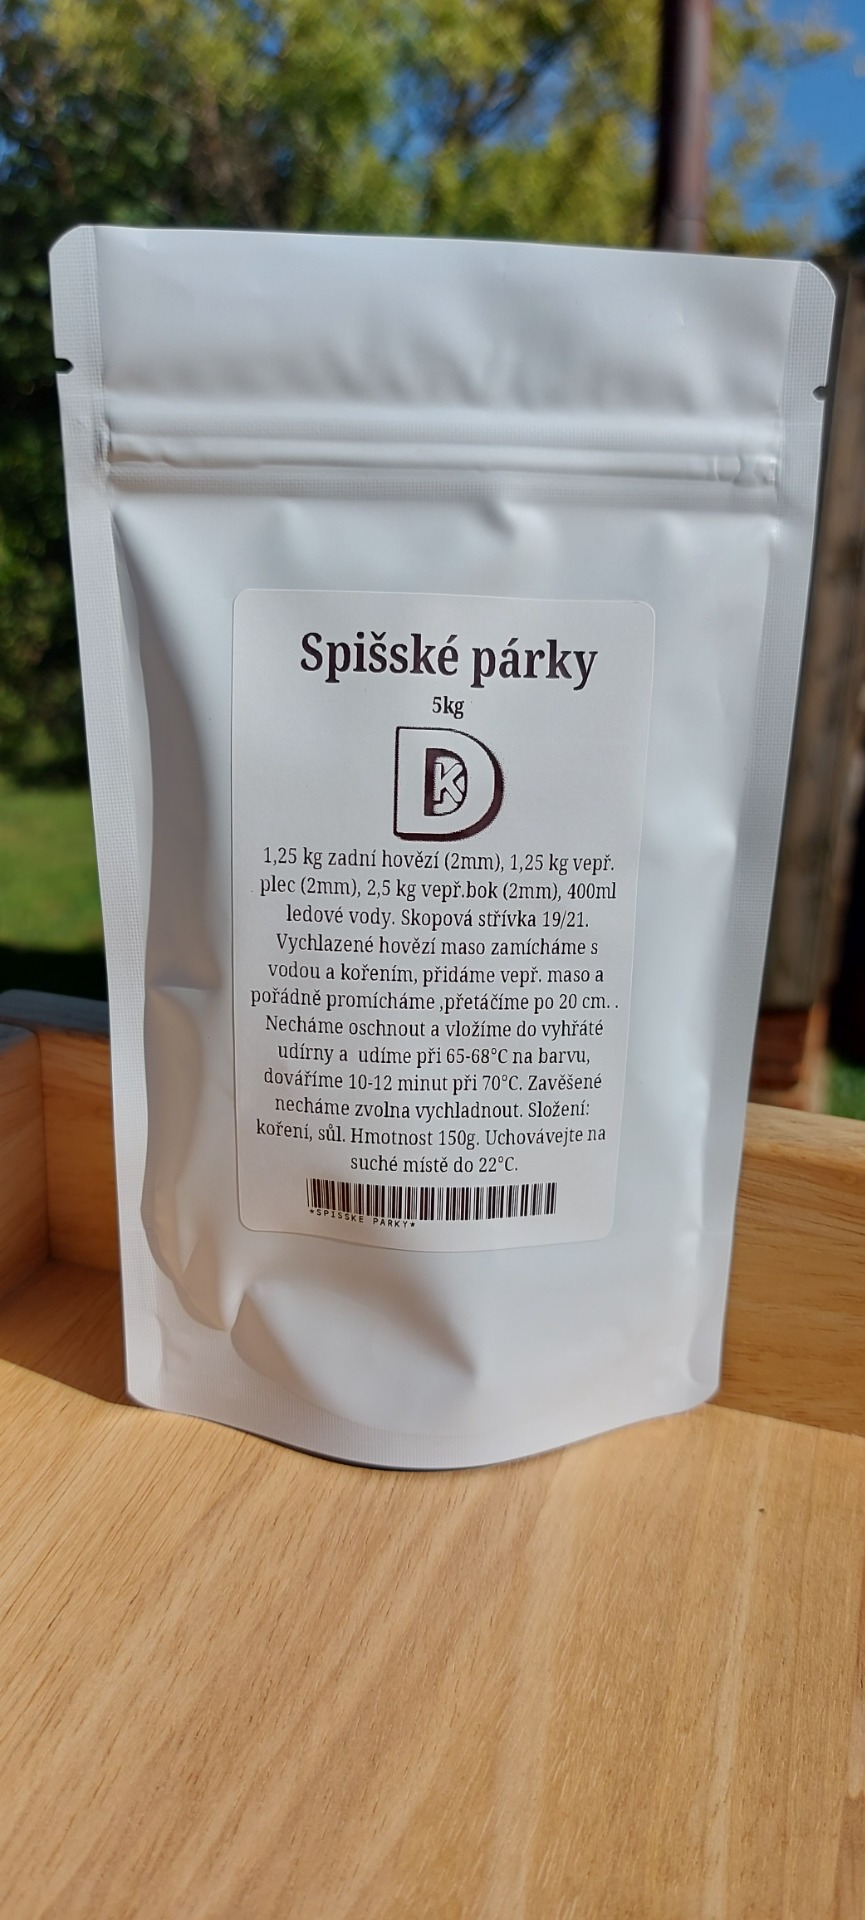 Spišské párky
5kg
DK
1,25 kg zadní hovězí (2mm), 1,25 kg vepř.
plec (2mm), 2,5 kg vepř.bok (2mm), 400ml
ledové vody. Skopová střívka 19/21.
Vychlazené hovězí maso zamícháme s
vodou a kořením, přidáme vepř. maso a
pořádně promícháme ,přetáčíme po 20 cm. .
Necháme oschnout a vložíme do vyhřáté
udírny a  udíme při 65-68°C na barvu,
dováříme 10-12 minut při 70°C. Zavěšené
necháme zvolna vychladnout. Složení:
koření, sůl. Hmotnost 150g. Uchovávejte na
suché místě do 22°C.
*SPISSKE PARKY*